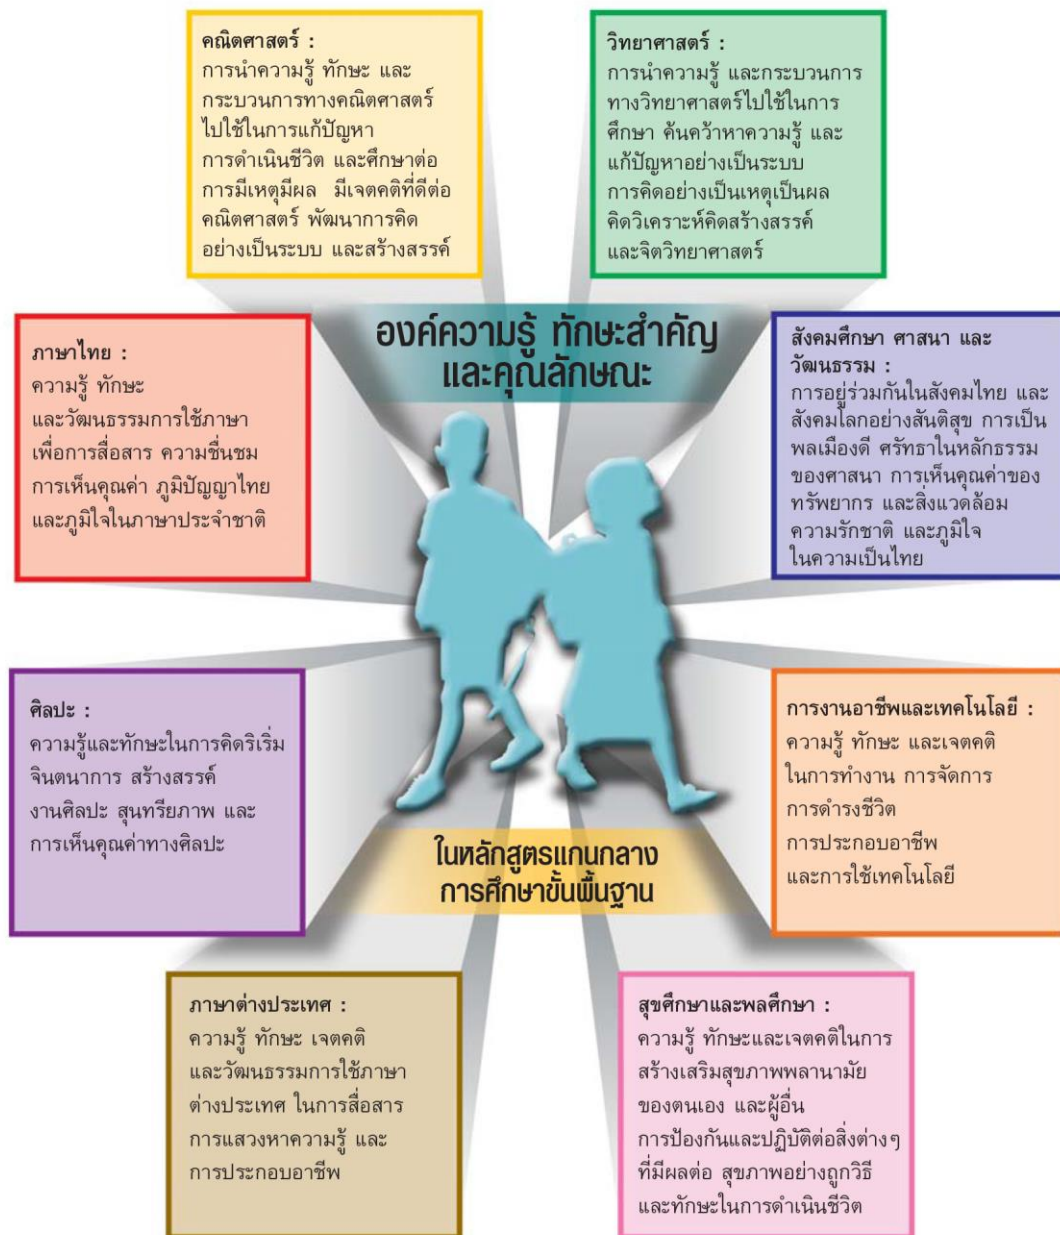 คณิตศาสตร์ :
การนำความรู้ ทักษะ และ
กระบวนการทางคณิตศาสตร์
ไปใช้ในการแก้ปัญหา
การดำเนินชีวิต และศึกษาต่อ
การมีเหตุมีผล มีเจตคติที่ดีต่อ
คณิตศาสตร์ พัฒนาการคิด
อย่างเป็นระบบ และสร้างสรรค์
วิทยาศาสตร์ :
การนำความรู้ และกระบวนการ
ทางวิทยาศาสตร์ไปใช้ในการ
ศึกษา ค้นคว้าหาความรู้ และ
แก้ปัญหาอย่างเป็นระบบ
การคิดอย่างเป็นเหตุเป็นผล
คิดวิเคราะห์คิดสร้างสรรค์
และจิตวิทยาศาสตร์
องค์ความรู้ ทักษะสำคัญ
และคุณลักษณะ
ภาษาไทย :
ความรู้ ทักษะ
และวัฒนธรรมการใช้ภาษา
เพื่อการสื่อสาร ความชื่นชม
การเห็นคุณค่า ภูมิปัญญาไทย
และภูมิใจในภาษาประจำชาติ
สังคมศึกษา ศาสนา และ
วัฒนธรรม :
การอยู่ร่วมกันในสังคมไทย และ
สังคมโลกอย่างสันติสุข การเป็น
พลเมืองดี ศรัทธาในหลักธรรม
ของศาสนา การเห็นคุณค่าของ
ทรัพยากร และสิ่งแวดล้อม
ความรักชาติ และภูมิใจ
ในความเป็นไทย
ศิลปะ :
ความรู้และทักษะในการคิดริเริ่ม
จินตนาการ สร้างสรรค์
งานศิลปะ สุนทรียภาพ และ
การเห็นคุณค่าทางศิลปะ
การงานอาชีพและเทคโนโลยี :
ความรู้ ทักษะ และเจตคติ
ในการทำงาน การจัดการ
การดำรงชีวิต
การประกอบอาชีพ
และการใช้เทคโนโลยี
ในหลักสูตรแกนกลาง
การศึกษาขั้นพื้นฐาน
ภาษาต่างประเทศ :
ความรู้ ทักษะ เจตคติ
และวัฒนธรรมการใช้ภาษา
ต่างประเทศ ในการสื่อสาร
การแสวงหาความรู้ และ
การประกอบอาชีพ
สุขศึกษาและพลศึกษา :
ความรู้ ทักษะและเจตคติในการ
สร้างเสริมสุขภาพพลานามัย
ของตนเอง และผู้อื่น
การป้องกันและปฏิบัติต่อสิ่งต่างๆ
ที่มีผลต่อ สุขภาพอย่างถูกวิธี
และทักษะในการดำเนินชีวิต